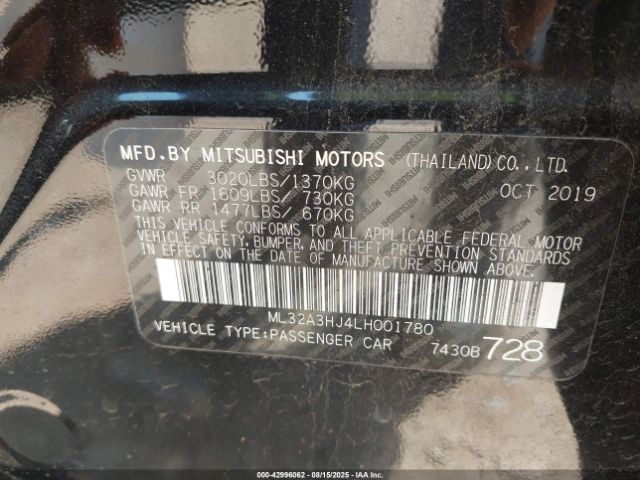 MFD.BY MITSUBISHI MOTORS (THAILAND)CO.,LTD.
GVWR 3020LBS/1370KG OCT 2019
GAWR FR 1609LBS/ 730KG
GAWR RR 1477LBS/ 670KG
THIS VEHICLE CONFORMS TO ALL APPLICABLE FEDERAL MOTOR
VEHICLE SAFETY, BUMPER, AND THEFT PREVENTION STANDARDS
IN EFFECT ON THE DATE OF MANUFACTURE SHOWN ABOVE.
ML32A3HJ4LH001780
VEHICLE TYPE:PASSENGER CAR 7430B 728
000-42996062 - 08/15/2025 - IAA Inc.